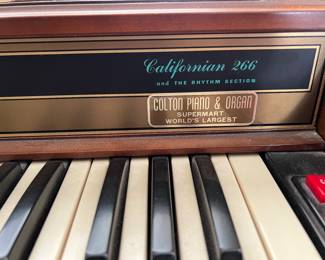 Californian 266
and THE RHYTHM SECTION
COLTON PIANO & ORGAN
SUPERMART
WORLD'S LARGEST